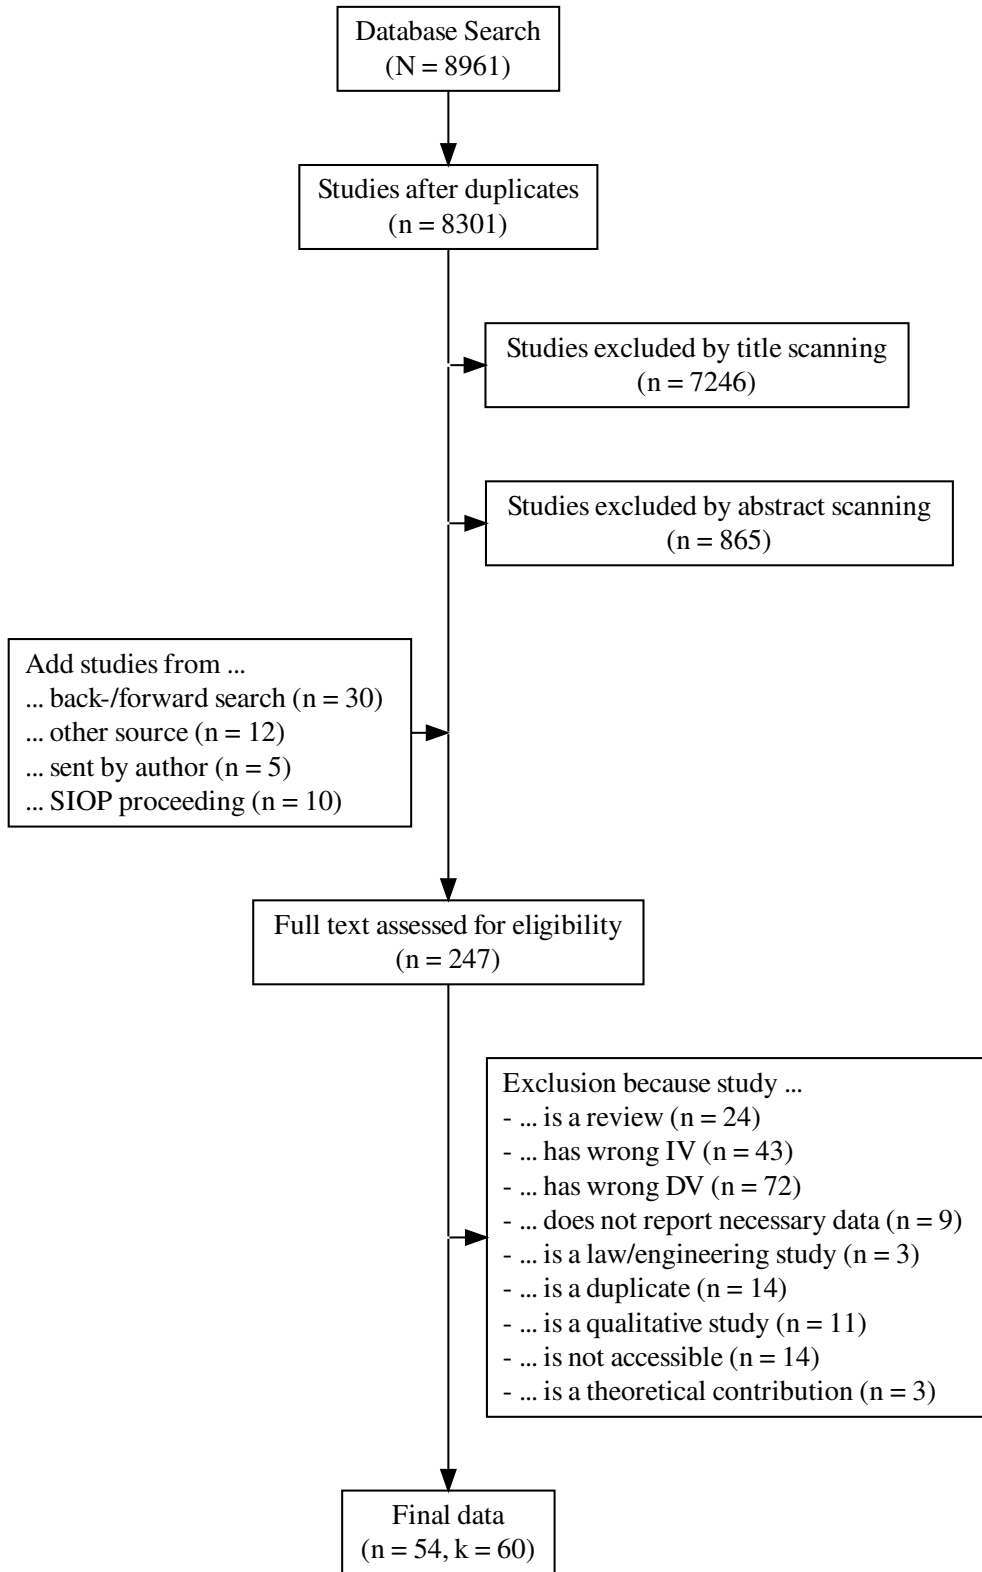 Database Search
(N = 8961)
Studies after duplicates
(n = 8301)
Studies excluded by title scanning
(n = 7246)
Studies excluded by abstract scanning
(n = 865)
Add studies from ...
... back-/forward search (n = 30)
... other source (n = 12)
... sent by author (n = 5)
... SIOP proceeding (n = 10)
Full text assessed for eligibility
(n = 247)
Exclusion because study ...
- ... is a review (n = 24)
- ... has wrong IV (n = 43)
- ... has wrong DV (n = 72)
- ... does not report necessary data (n = 9)
- ... is a law/engineering study (n = 3)
- ... is a duplicate (n = 14)
- ... is a qualitative study (n = 11)
- ... is not accessible (n = 14)
- ... is a theoretical contribution (n = 3)
Final data
(n = 54, k = 60)